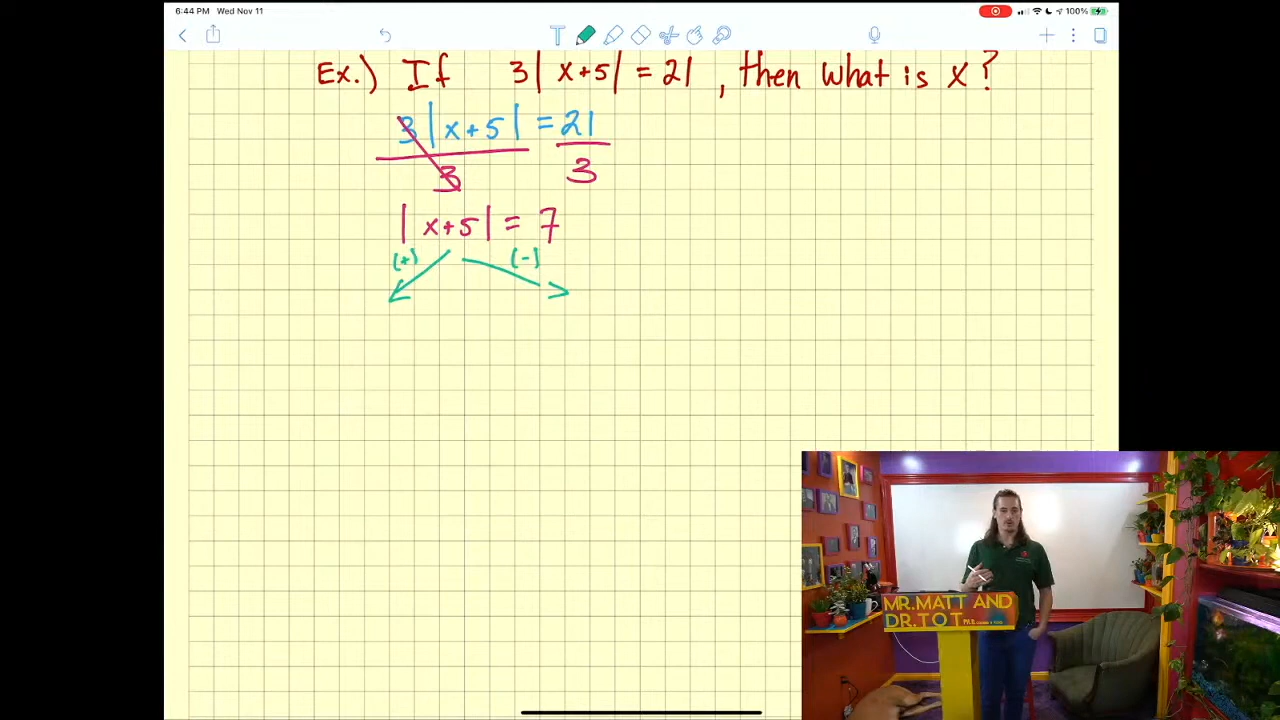 6:44 PM Wed Nov 11
100%
Ex.) If 3|x+5| = 21, then what is x?
3|x+5| = 21
3 3
|x+5| = 7
(+) (-)
MR.MATT AND
DR.TOT